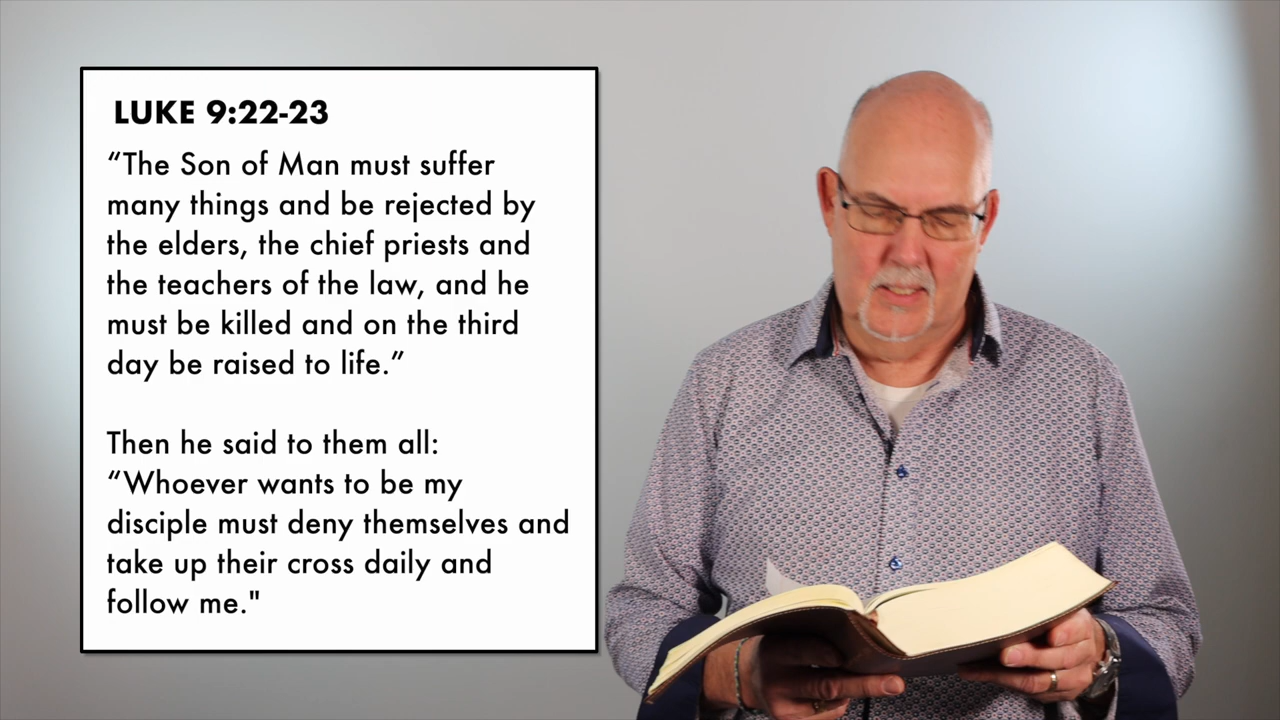 LUKE 9:22-23
“The Son of Man must suffer
many things and be rejected by
the elders, the chief priests and
the teachers of the law, and he
must be killed and on the third
day be raised to life.”
Then he said to them all:
“Whoever wants to be my
disciple must deny themselves and
take up their cross daily and
follow me."